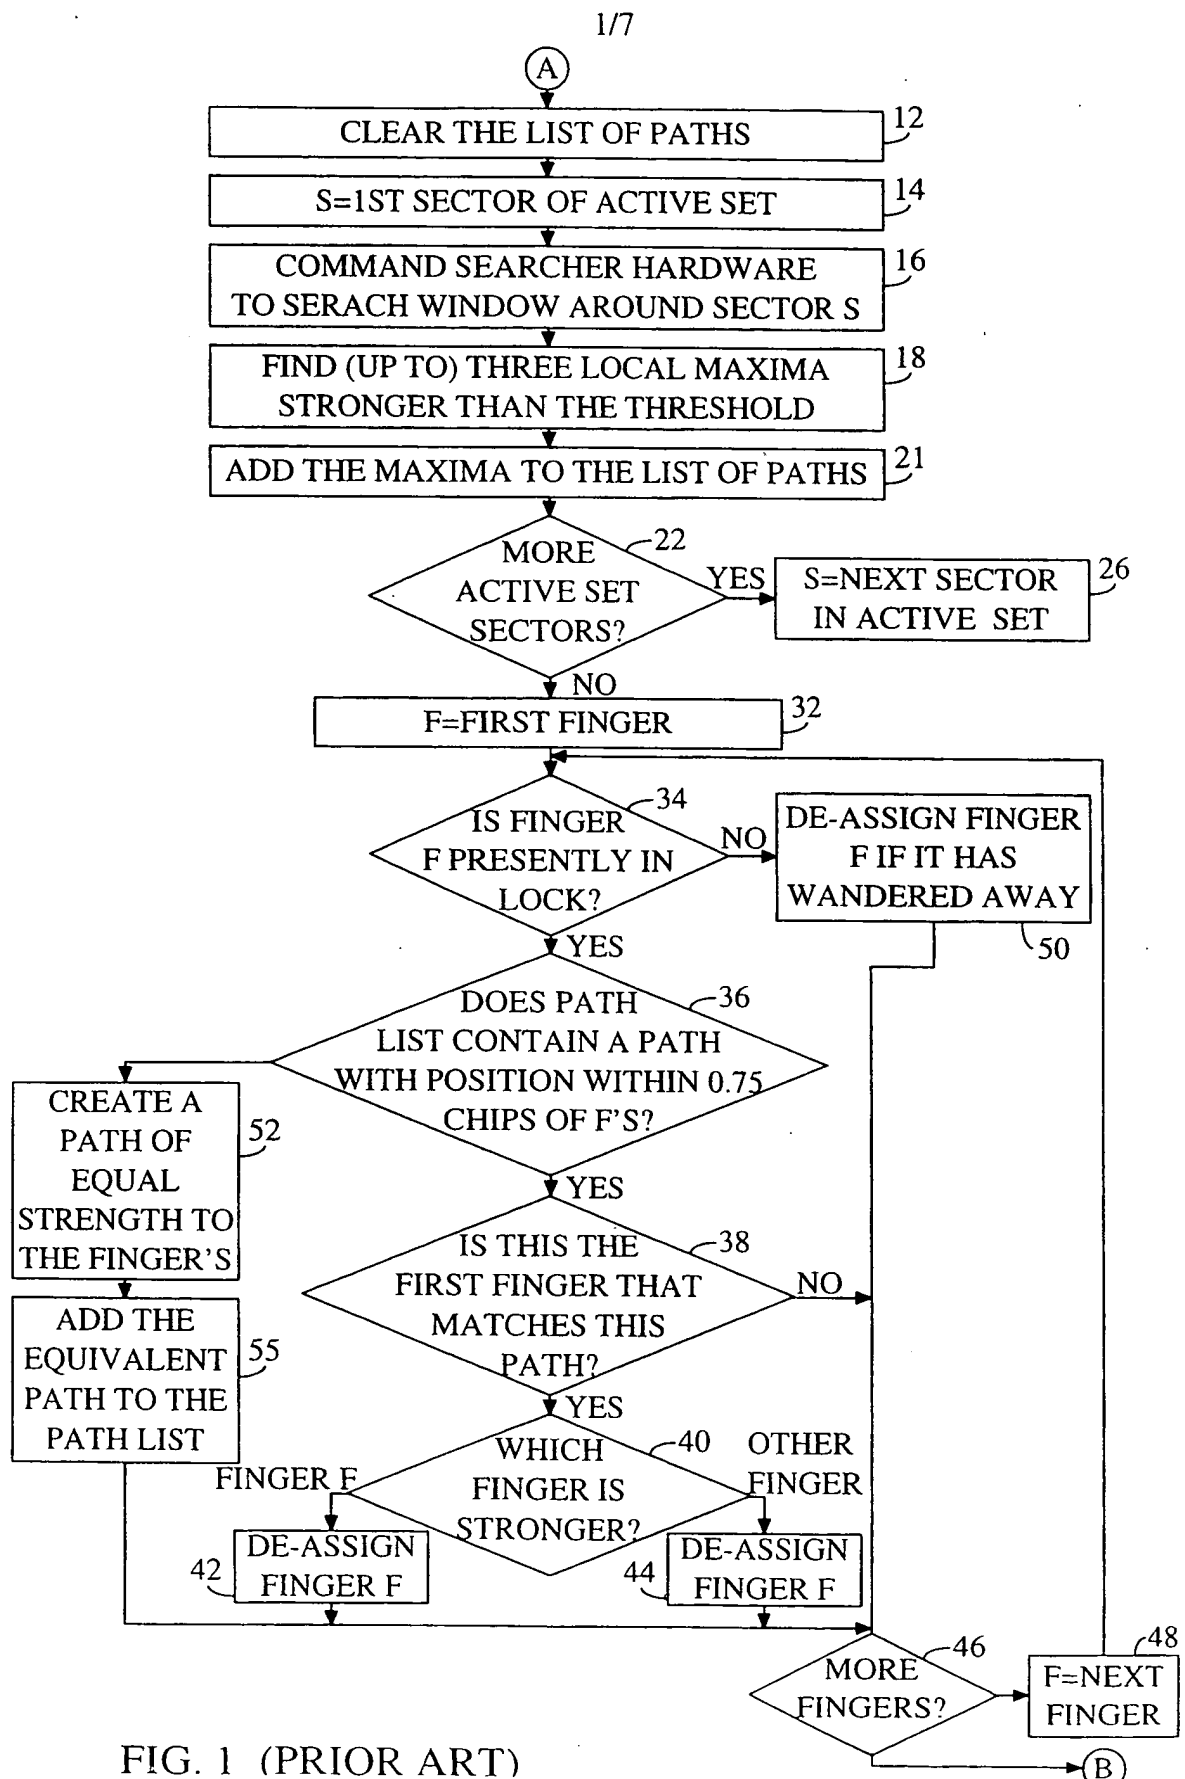 1/7
A
CLEAR THE LIST OF PATHS
12
S=1ST SECTOR OF ACTIVE SET
14
COMMAND SEARCHER HARDWARE
TO SERACH WINDOW AROUND SECTOR S
16
FIND (UP TO) THREE LOCAL MAXIMA
STRONGER THAN THE THRESHOLD
18
ADD THE MAXIMA TO THE LIST OF PATHS
21
MORE
ACTIVE SET
SECTORS?
22
YES
S=NEXT SECTOR
IN ACTIVE SET
26
NO
F=FIRST FINGER
32
IS FINGER
F PRESENTLY IN
LOCK?
34
NO
DE-ASSIGN FINGER
F IF IT HAS
WANDERED AWAY
50
YES
DOES PATH
LIST CONTAIN A PATH
WITH POSITION WITHIN 0.75
CHIPS OF F'S?
36
CREATE A
PATH OF
EQUAL
STRENGTH TO
THE FINGER'S
52
YES
IS THIS THE
FIRST FINGER THAT
MATCHES THIS
PATH?
38
NO
ADD THE
EQUIVALENT
PATH TO THE
PATH LIST
55
YES
WHICH
FINGER IS
STRONGER?
40
FINGER F
OTHER
FINGER
DE-ASSIGN
FINGER F
42
DE-ASSIGN
FINGER F
44
MORE
FINGERS?
46
F=NEXT
FINGER
48
B
FIG. 1 (PRIOR ART)